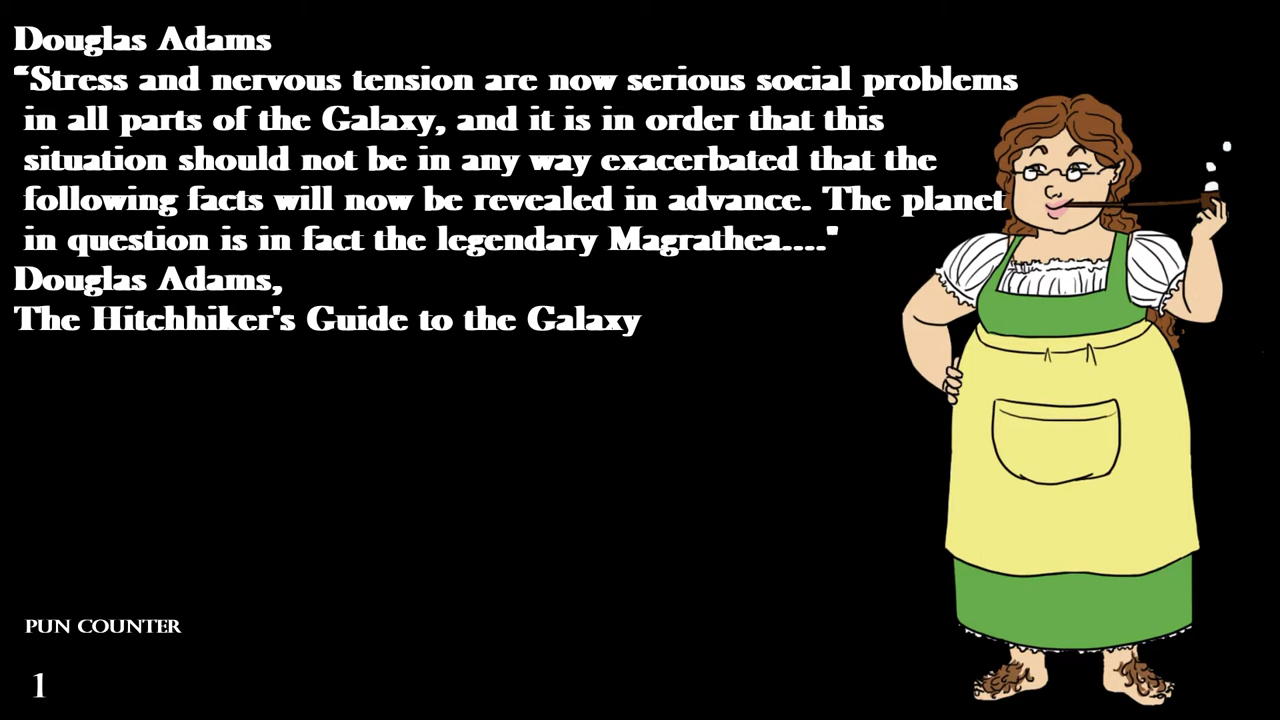 Douglas Adams
“Stress and nervous tension are now serious social problems
in all parts of the Galaxy, and it is in order that this
situation should not be in any way exacerbated that the
following facts will now be revealed in advance. The planet
in question is in fact the legendary Magrathea...."
Douglas Adams,
The Hitchhiker's Guide to the Galaxy
PUN COUNTER
1